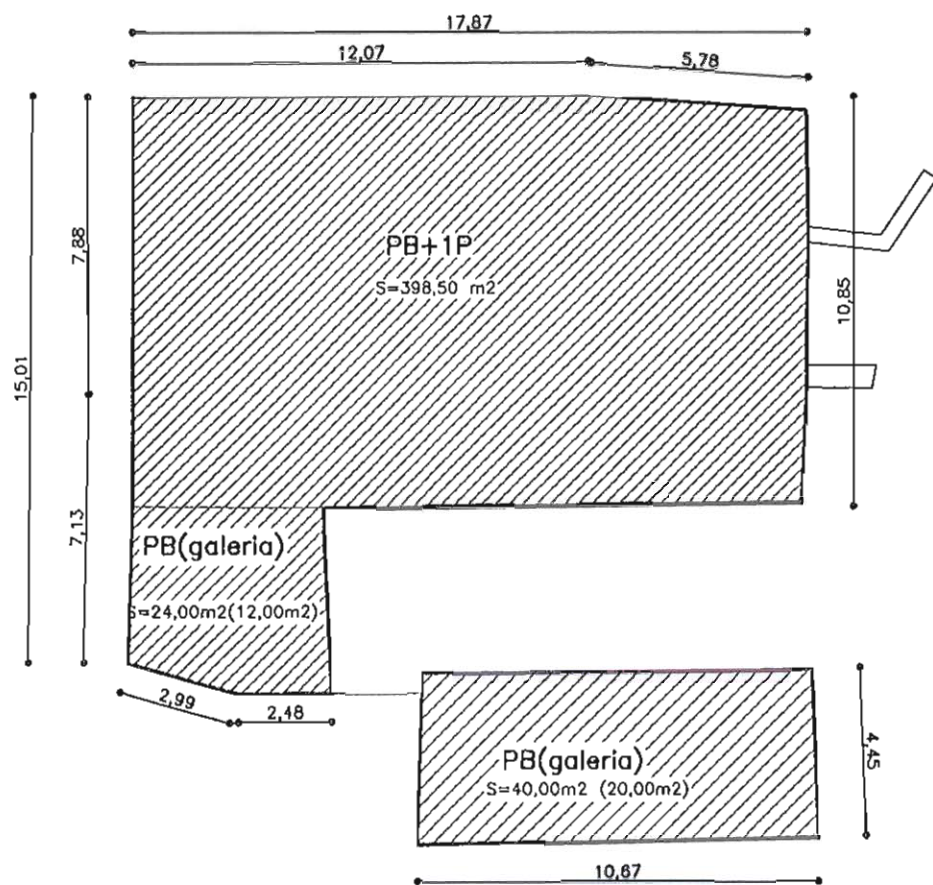 17,87
12,07
5,78
15,01
7,88
7,13
10,85
PB+1P
S=398,50 m2
PB(galeria)
S=24,00m2(12,00m2)
2,99
2,48
PB(galeria)
S=40,00m2 (20,00m2)
4,45
10,67